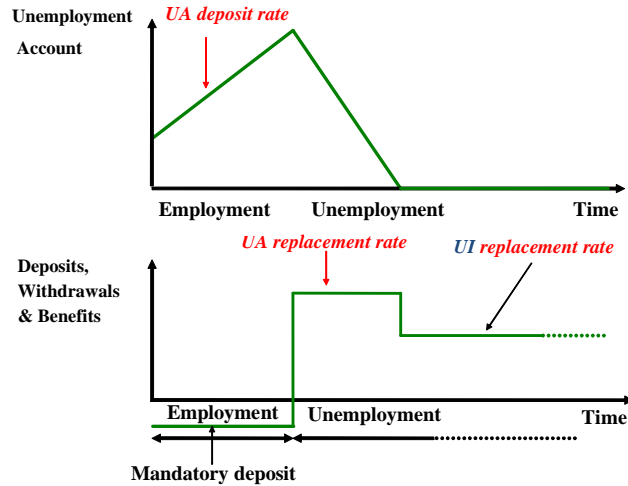 Unemployment
Account
UA deposit rate
Employment
Unemployment
Time
UA replacement rate
UI replacement rate
Deposits,
Withdrawals
& Benefits
Employment
Unemployment
Time
Mandatory deposit